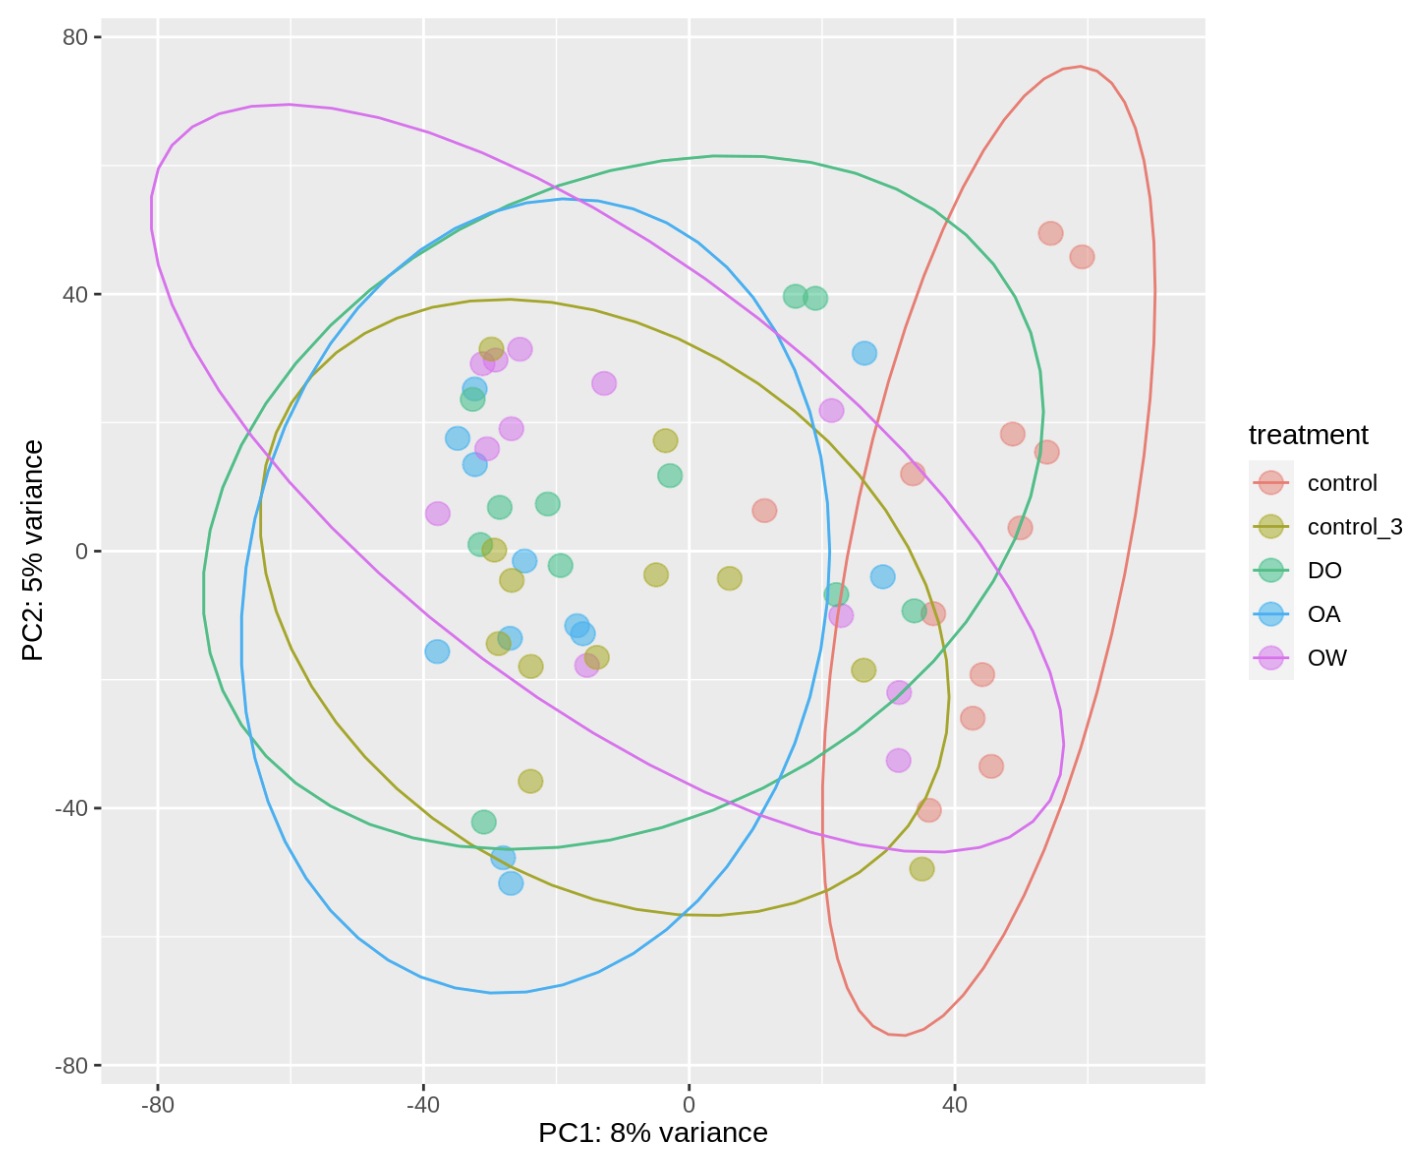 80
40
0
-40
-80
PC2: 5% variance
-80
-40
0
40
PC1: 8% variance
treatment
control
control_3
DO
OA
OW